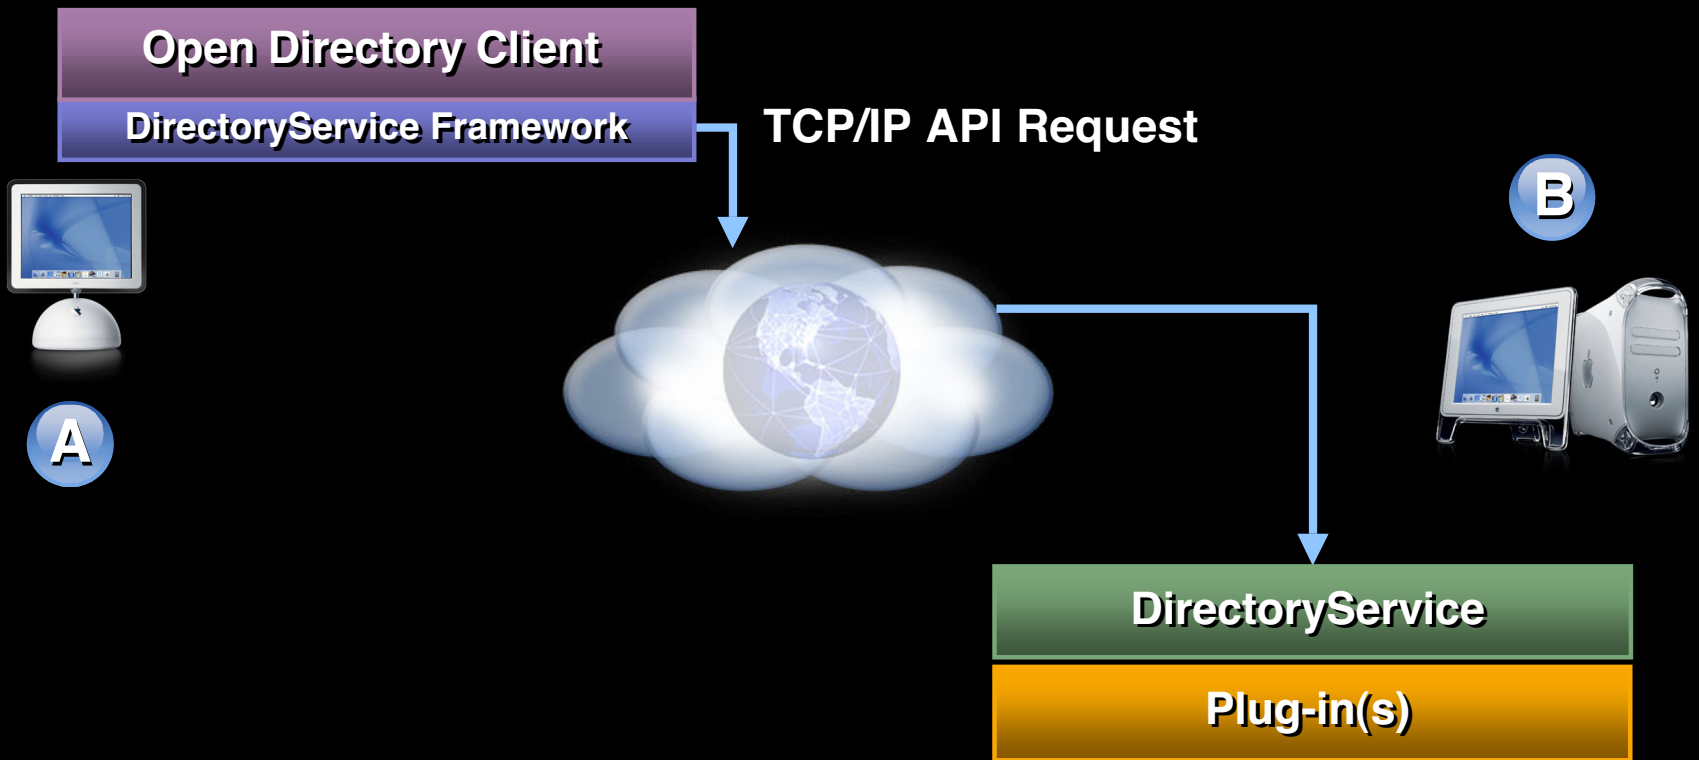 Open Directory Client
DirectoryService Framework
TCP/IP API Request
B
A
DirectoryService
Plug-in(s)